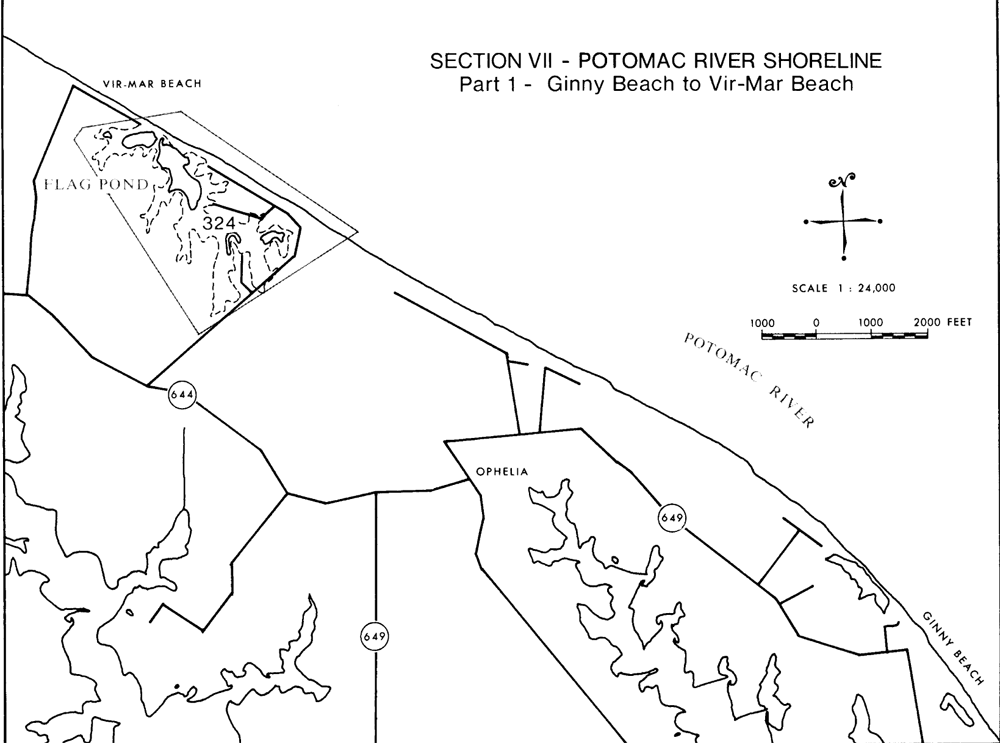 SECTION VII - POTOMAC RIVER SHORELINE
Part 1 - Ginny Beach to Vir-Mar Beach
VIR-MAR BEACH
FLAG POND
324
N
SCALE 1 : 24,000
1000 0 1000 2000 FEET
POTOMAC RIVER
644
OPHELIA
649
649
GINNY BEACH